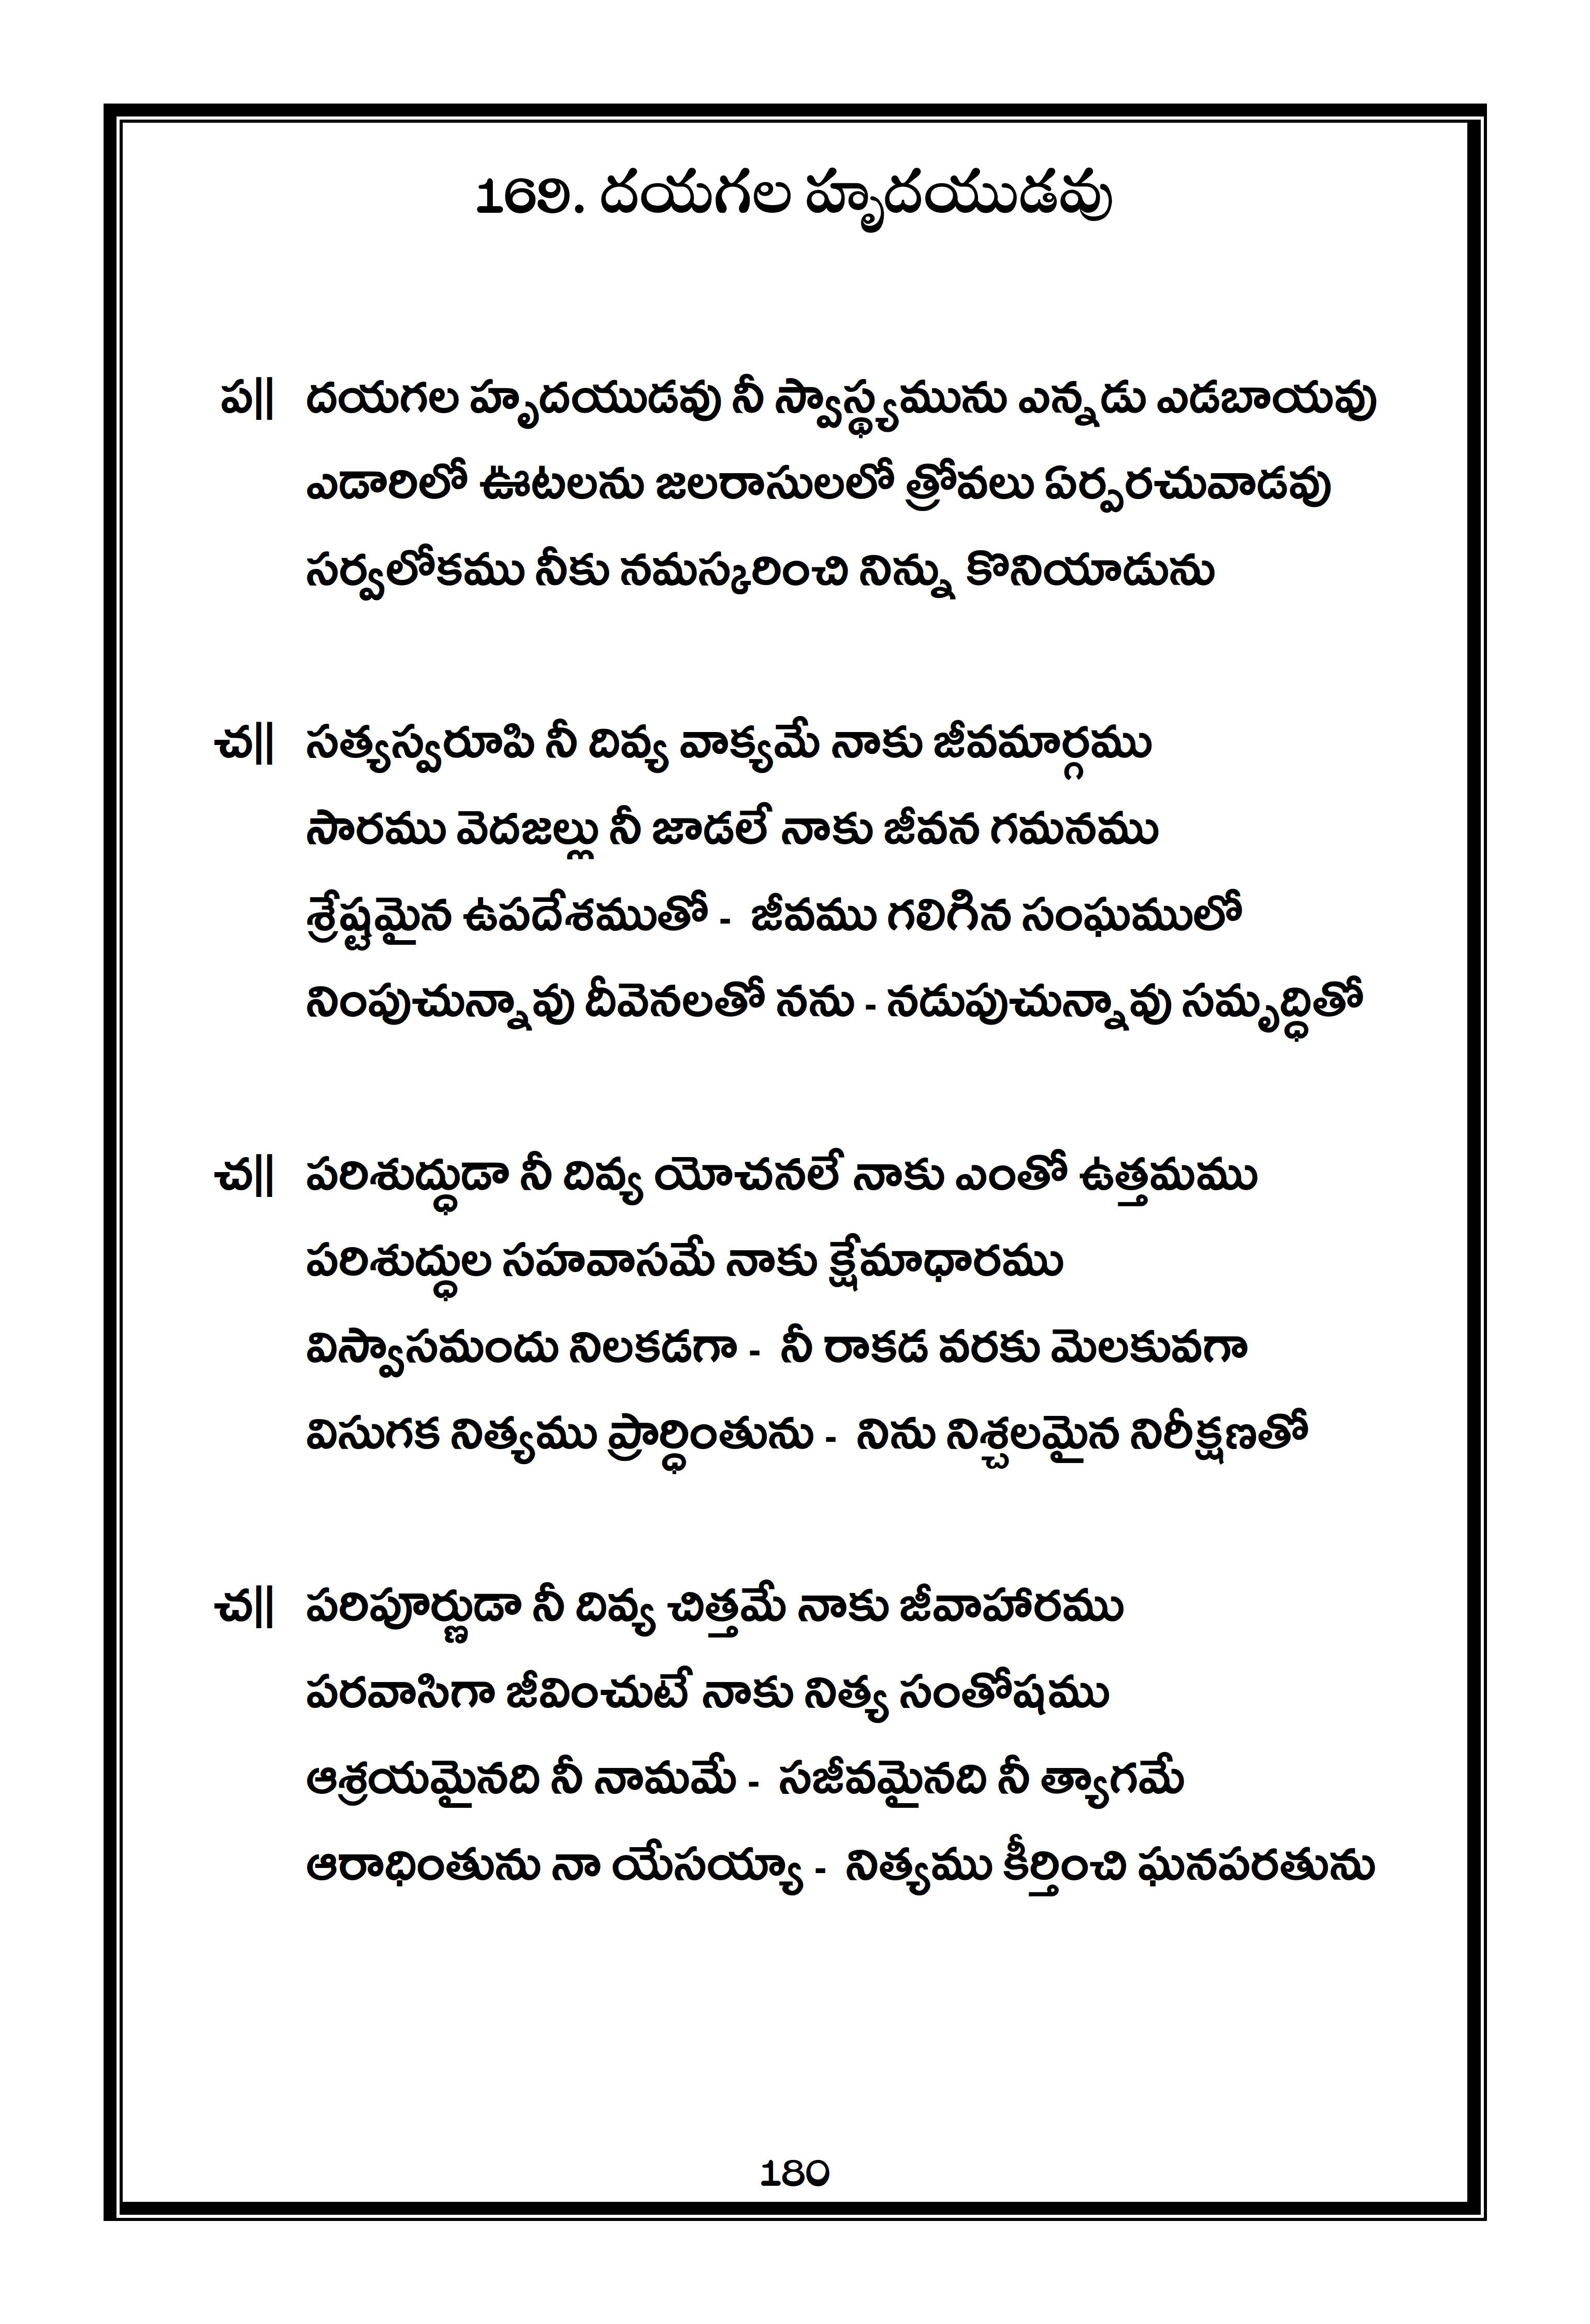 169. దయగల హృదయుడవు
ప|| దయగల హృదయుడవు నీ స్వాస్థ్యమును ఎన్నడు ఎడబాయవు
ఎడారిలో ఊటలను జలరాసులలో త్రోవలు ఏర్పరచువాడవు
సర్వలోకము నీకు నమస్కరించి నిన్ను కొనియాడును
చ|| సత్యస్వరూపి నీ దివ్య వాక్యమే నాకు జీవమార్గము
సారము వెదజల్లు నీ జాడలే నాకు జీవన గమనము
శ్రేష్టమైన ఉపదేశముతో - జీవము గలిగిన సంఘములో
నింపుచున్నావు దీవెనలతో నను - నడుపుచున్నావు సమృద్ధితో
చ|| పరిశుద్ధుడా నీ దివ్య యోచనలే నాకు ఎంతో ఉత్తమము
పరిశుద్ధుల సహవాసమే నాకు క్షేమాధారము
విస్వాసమందు నిలకడగా - నీ రాకడ వరకు మెలకువగా
విసుగక నిత్యము ప్రార్ధింతును - నిను నిశ్చలమైన నిరీక్షణతో
చ|| పరిపూర్ణుడా నీ దివ్య చిత్తమే నాకు జీవాహారము
పరవాసిగా జీవించుటే నాకు నిత్య సంతోషము
ఆశ్రయమైనది నీ నామమే - సజీవమైనది నీ త్యాగమే
ఆరాధింతును నా యేసయ్యా - నిత్యము కీర్తించి ఘనపరతును
180